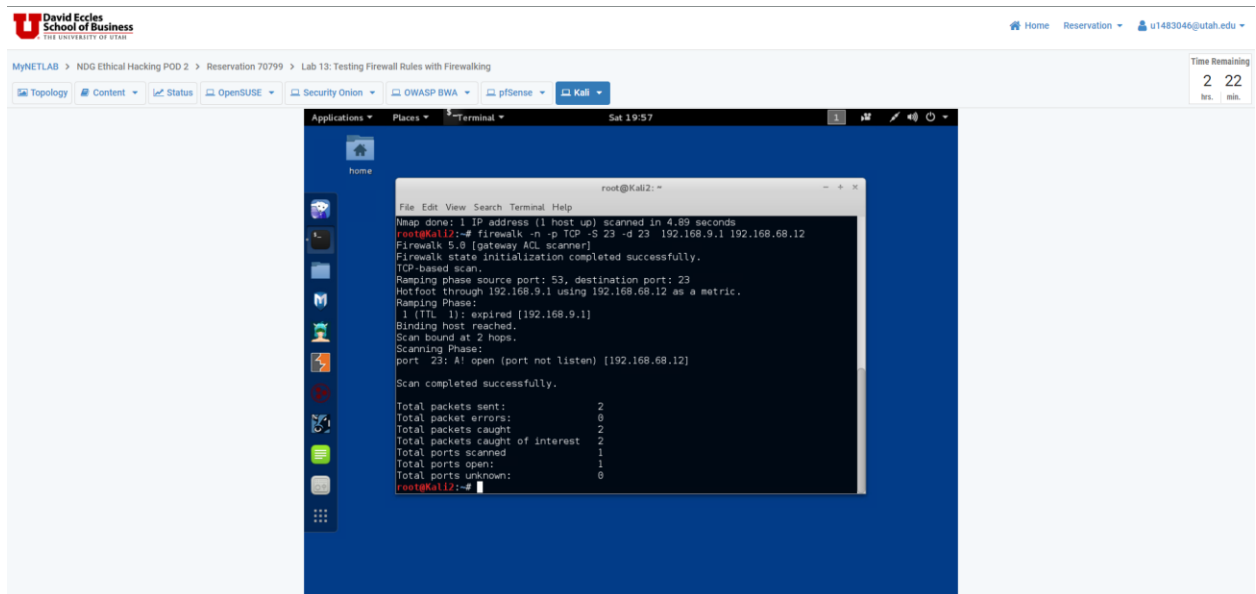 David Eccles
School of Business
THE UNIVERSITY OF UTAH
Home Reservation u1483046@utah.edu
MyNETLAB > NDG Ethical Hacking POD 2 > Reservation 70799 > Lab 13: Testing Firewall Rules with Firewalking
Time Remaining
2 22
hrs. min.
Topology Content Status OpenSUSE Security Onion OWASP BWA pfSense Kali
Applications Places Terminal Sat 19:57 1
home
root@Kali2: ~
File Edit View Search Terminal Help
Nmap done: 1 IP address (1 host up) scanned in 4.89 seconds
root@Kali2:~# firewalk -n -p TCP -S 23 -d 23 192.168.9.1 192.168.68.12
Firewalk 5.0 [gateway ACL scanner]
Firewalk state initialization completed successfully.
TCP-based scan.
Ramping phase source port: 53, destination port: 23
Hotfoot through 192.168.9.1 using 192.168.68.12 as a metric.
Ramping Phase:
1 (TTL 1): expired [192.168.9.1]
Binding host reached.
Scan bound at 2 hops.
Scanning Phase:
port 23: A! open (port not listen) [192.168.68.12]
Scan completed successfully.
Total packets sent: 2
Total packet errors: 0
Total packets caught 2
Total packets caught of interest 2
Total ports scanned 1
Total ports open: 1
Total ports unknown: 0
root@Kali2:~#